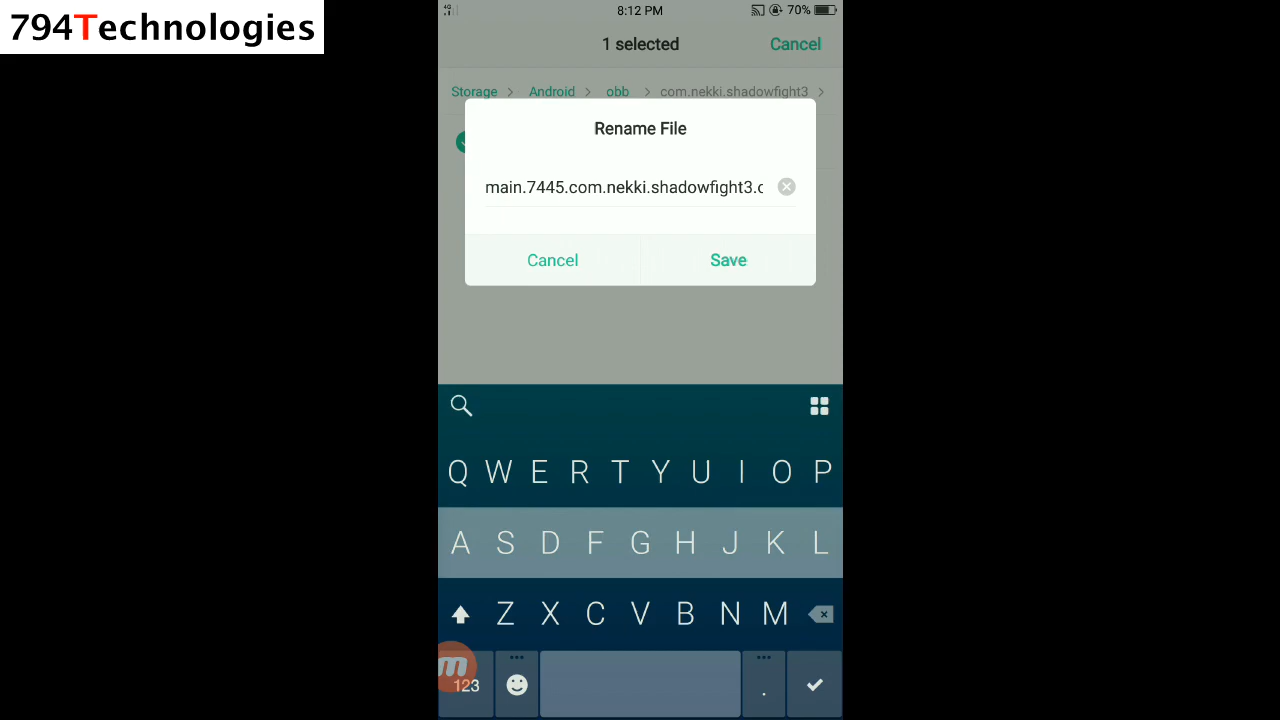 794Technologies
4G 8:12 PM 70%
1 selected Cancel
Storage > Android > obb > com.nekki.shadowfight3 >
Rename File
main.7445.com.nekki.shadowfight3.c
Cancel Save
Q W E R T Y U I O P
A S D F G H J K L
Z X C V B N M
123 .